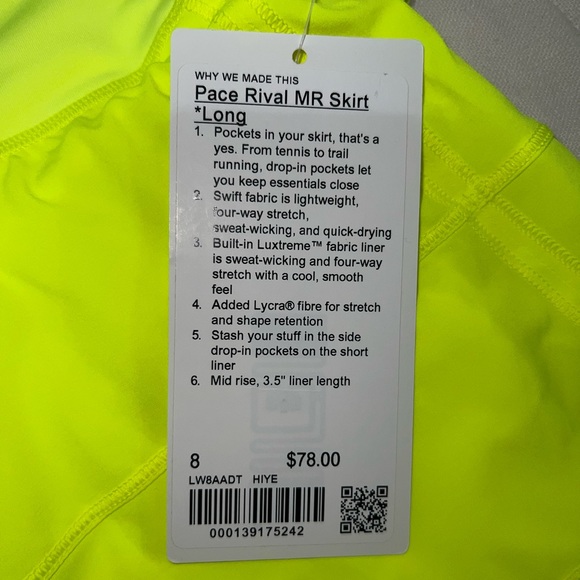 WHY WE MADE THIS
Pace Rival MR Skirt
*Long
1. Pockets in your skirt, that's a
yes. From tennis to trail
running, drop-in pockets let
you keep essentials close
2. Swift fabric is lightweight,
four-way stretch,
sweat-wicking, and quick-drying
3. Built-in Luxtreme™ fabric liner
is sweat-wicking and four-way
stretch with a cool, smooth
feel
4. Added Lycra® fibre for stretch
and shape retention
5. Stash your stuff in the side
drop-in pockets on the short
liner
6. Mid rise, 3.5" liner length
8 $78.00
LW8AADT HIYE
000139175242